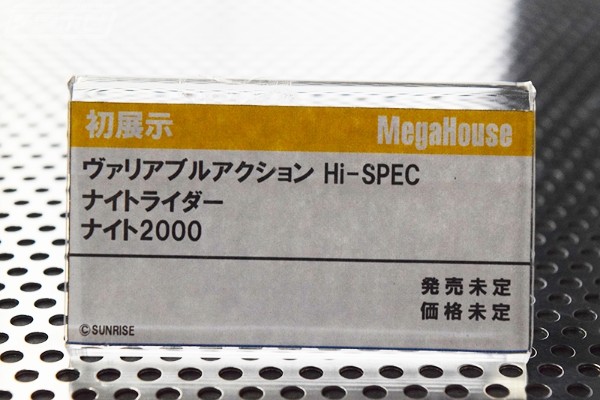 初展示 MegaHouse
ヴァリアブルアクション Hi-SPEC
ナイトライダー
ナイト2000
発売未定
価格未定
©SUNRISE